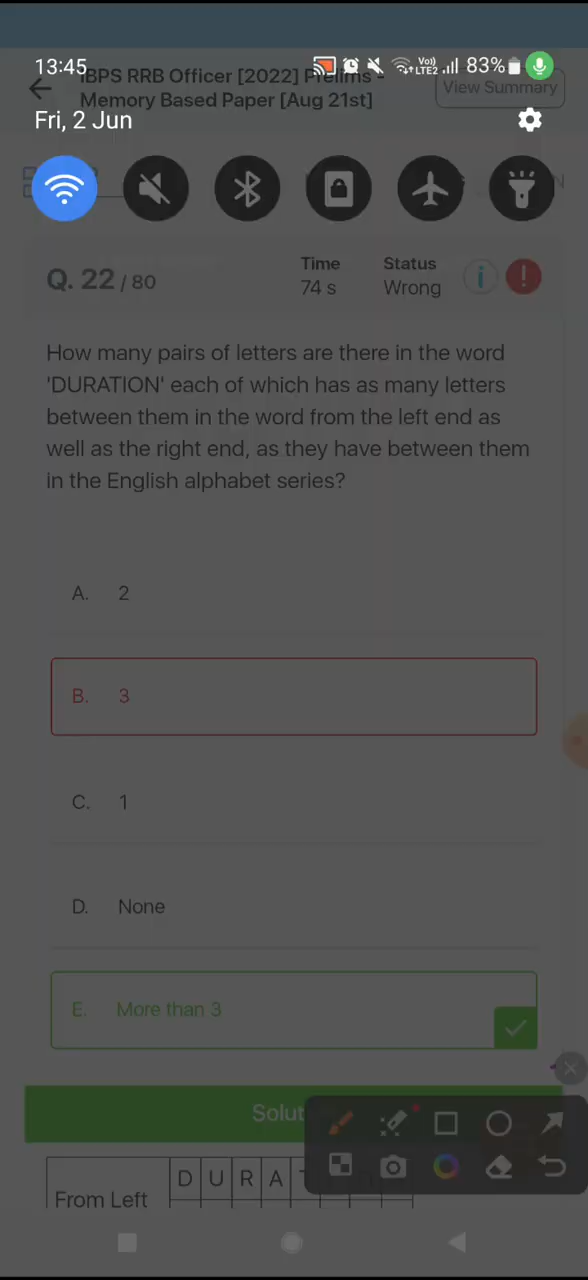 13:45
Vo)) LTE2 83%
IBPS RRB Officer [2022] Prelims -
Memory Based Paper [Aug 21st]
View Summary
Fri, 2 Jun
N
Q. 22 / 80
Time
74 s
Status
Wrong
How many pairs of letters are there in the word
'DURATION' each of which has as many letters
between them in the word from the left end as
well as the right end, as they have between them
in the English alphabet series?
A. 2
B. 3
C. 1
D. None
E. More than 3
Solut
From Left D U R A T